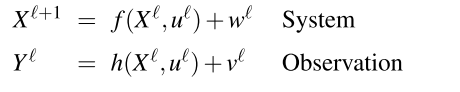 X^{ℓ+1} = f(X^ℓ, u^ℓ) + w^ℓ System
Y^ℓ = h(X^ℓ, u^ℓ) + v^ℓ Observation